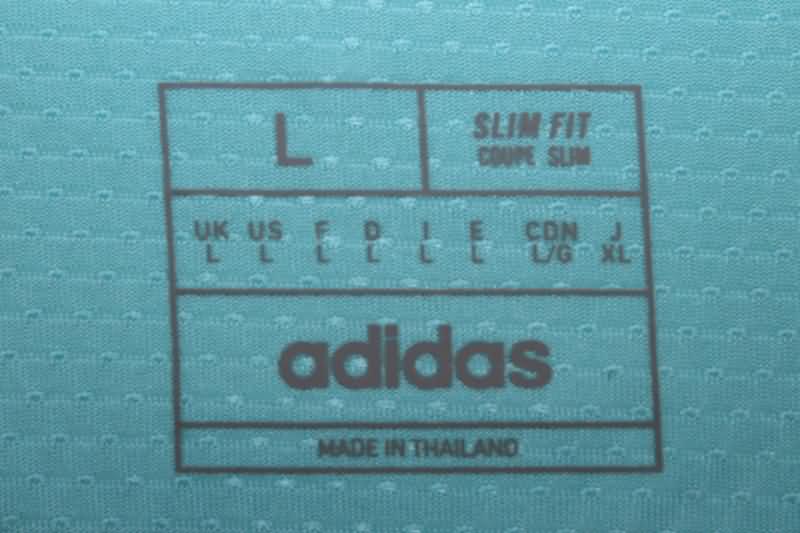 L
SLIM FIT
COUPE SLIM
UK US F D I E CDN J
L L L L L L L/G XL
adidas
MADE IN THAILAND